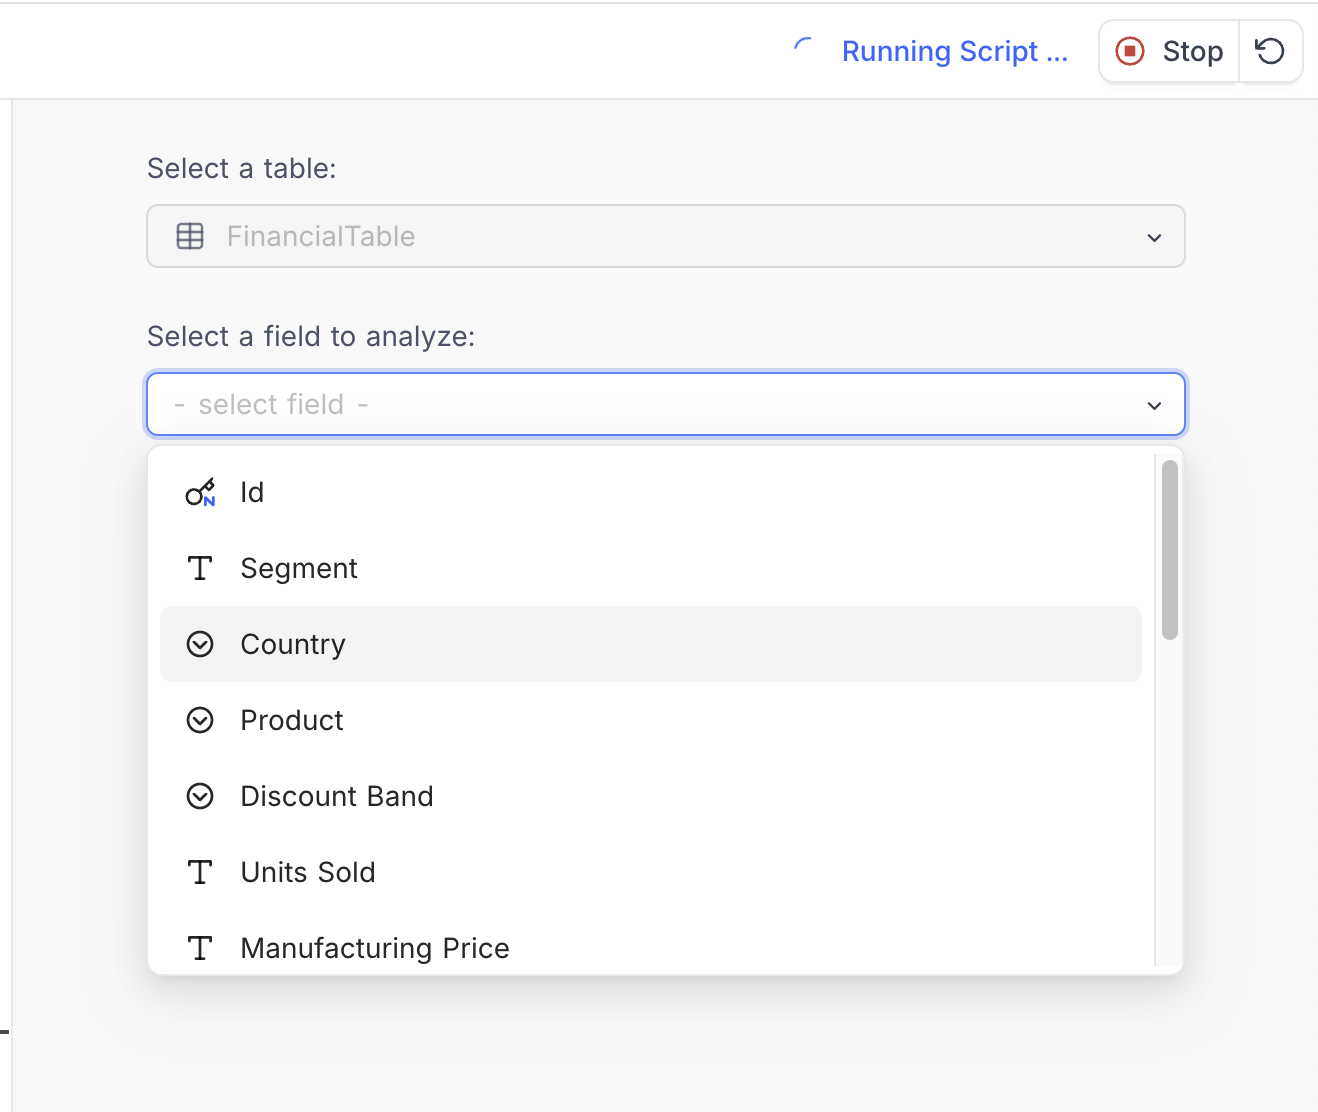 Running Script ...
Stop
Select a table:
FinancialTable
Select a field to analyze:
- select field -
N
Id
Segment
Country
Product
Discount Band
Units Sold
Manufacturing Price